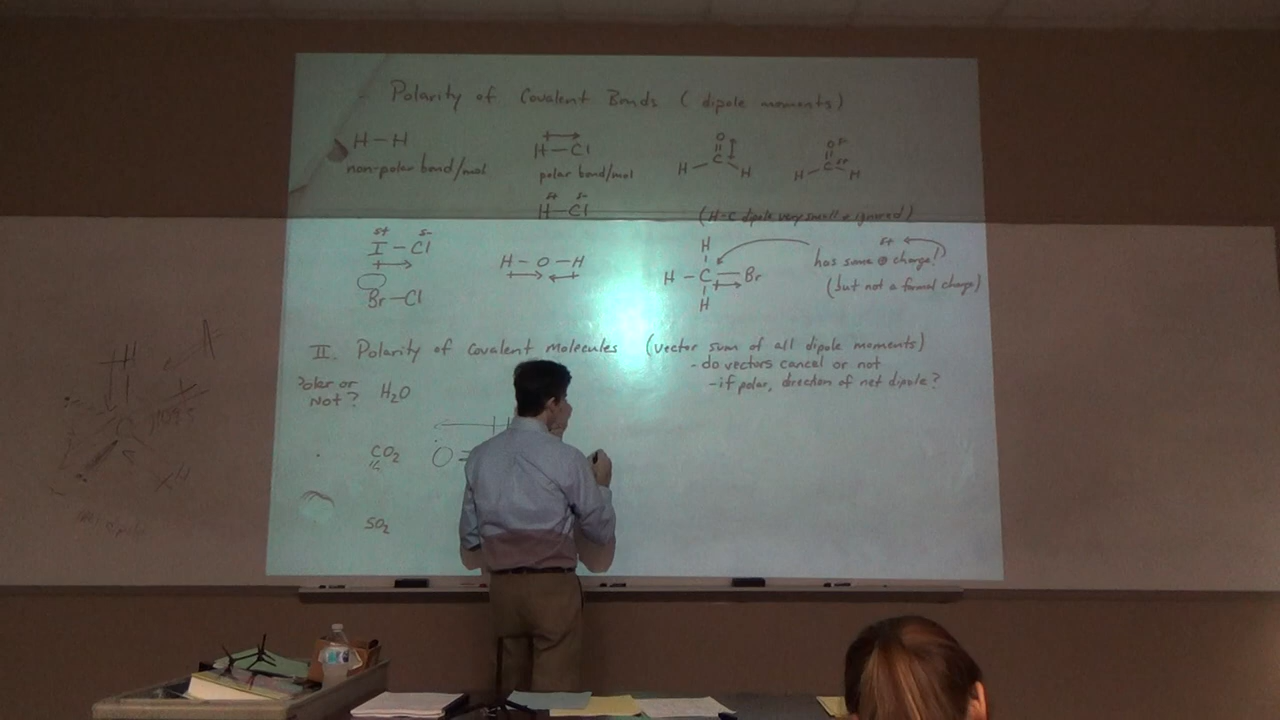 Polarity of Covalent Bonds (dipole moments)
H-H
non-polar bond/mol
H-Cl
polar bond/mol
δ+ δ-
H-Cl
O
C
H H
O δ-
C δ+
H H
(H-C dipole very small & ignored)
δ+ δ-
I-Cl
Br-Cl
H-O-H
H
H-C-Br
H
δ+
has some ⊕ charge!
(but not a formal charge)
II. Polarity of Covalent Molecules (vector sum of all dipole moments)
- do vectors cancel or not
- if polar, direction of net dipole?
Polar or
Not?
H₂O
CO₂
O=
SO₂